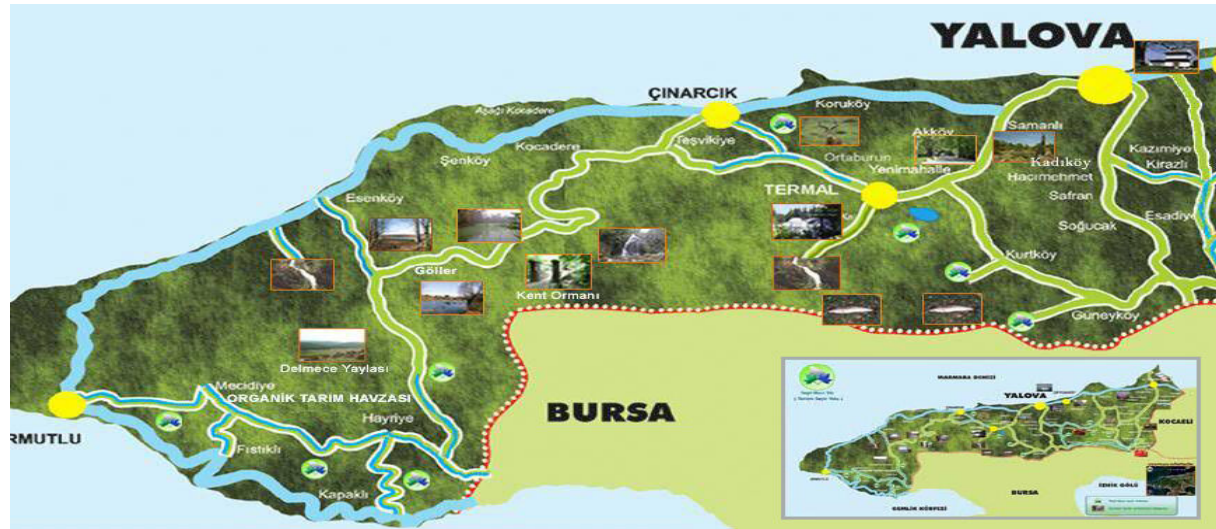 YALOVA
ÇINARCIK
Koruköy
Aşağı Kocadere
Teşvikiye
Akköy
Samanlı
Kocadere
Ortaburun
Kazımiye
Şenköy
Yenimahalle
Kadıköy
Kirazlı
Hacımehmet
TERMAL
Safran
Esenköy
Esadiye
Soğucak
Kurtköy
Göller
Kent Ormanı
Güneyköy
Delmece Yaylası
Mecidiye
ORGANİK TARIM HAVZASI
BURSA
Hayriye
RMUTLU
Fıstıklı
Kapaklı
MARMARA DENİZİ
YALOVA
KOCAELİ
İZNİK GÖLÜ
BURSA
GEMLİK KÖRFEZİ